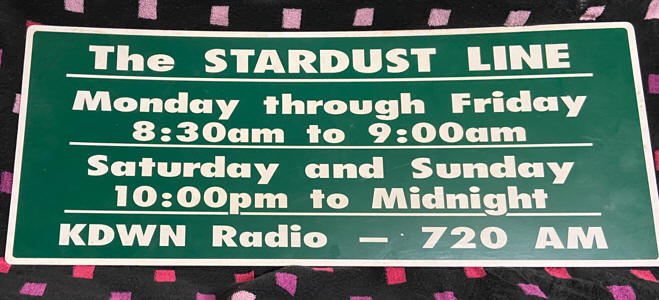 The STARDUST LINE
Monday through Friday
8:30am to 9:00am
Saturday and Sunday
10:00pm to Midnight
KDWN Radio — 720 AM